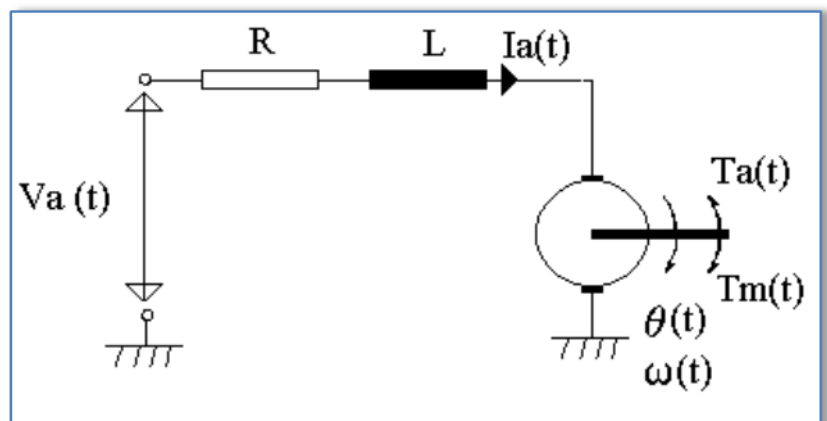 R
L
Ia(t)
Va (t)
Ta(t)
Tm(t)
θ(t)
ω(t)